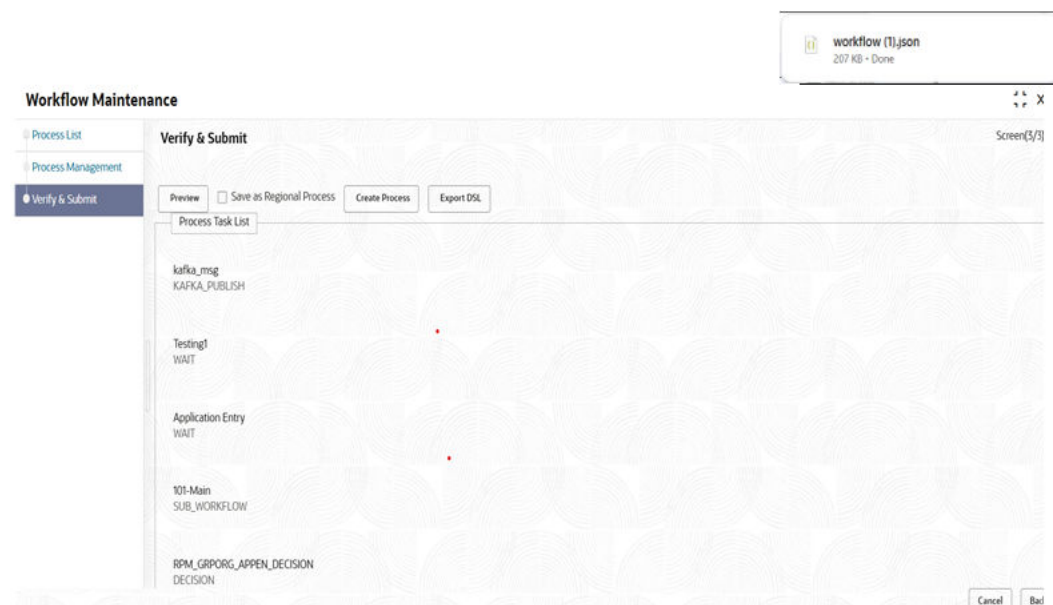 workflow (1).json
207 KB • Done
Workflow Maintenance
Process List
Process Management
Verify & Submit
Verify & Submit
Screen(3/3)
Preview
Save as Regional Process
Create Process
Export DSL
Process Task List
kafka_msg
KAFKA_PUBLISH
Testing1
WAIT
Application Entry
WAIT
101-Main
SUB_WORKFLOW
RPM_GRPORG_APPEN_DECISION
DECISION
Cancel
Back